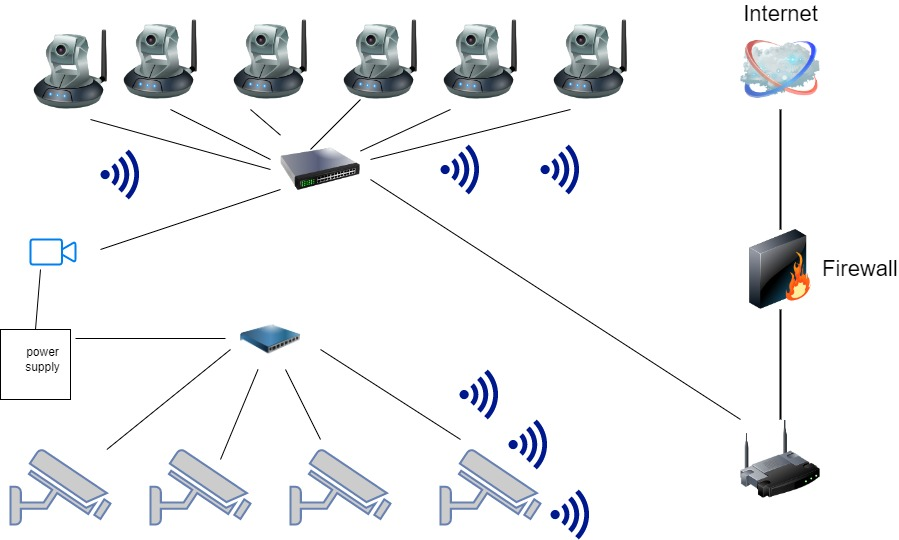 Internet
Firewall
power
supply